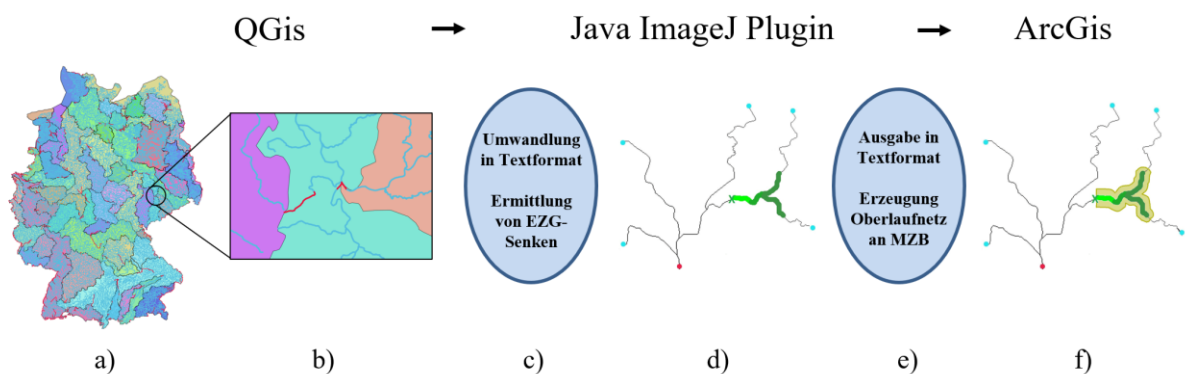 QGis → Java ImageJ Plugin → ArcGis
Umwandlung
in Textformat
Ermittlung
von EZG-
Senken
Ausgabe in
Textformat
Erzeugung
Oberlaufnetz
an MZB
a) b) c) d) e) f)